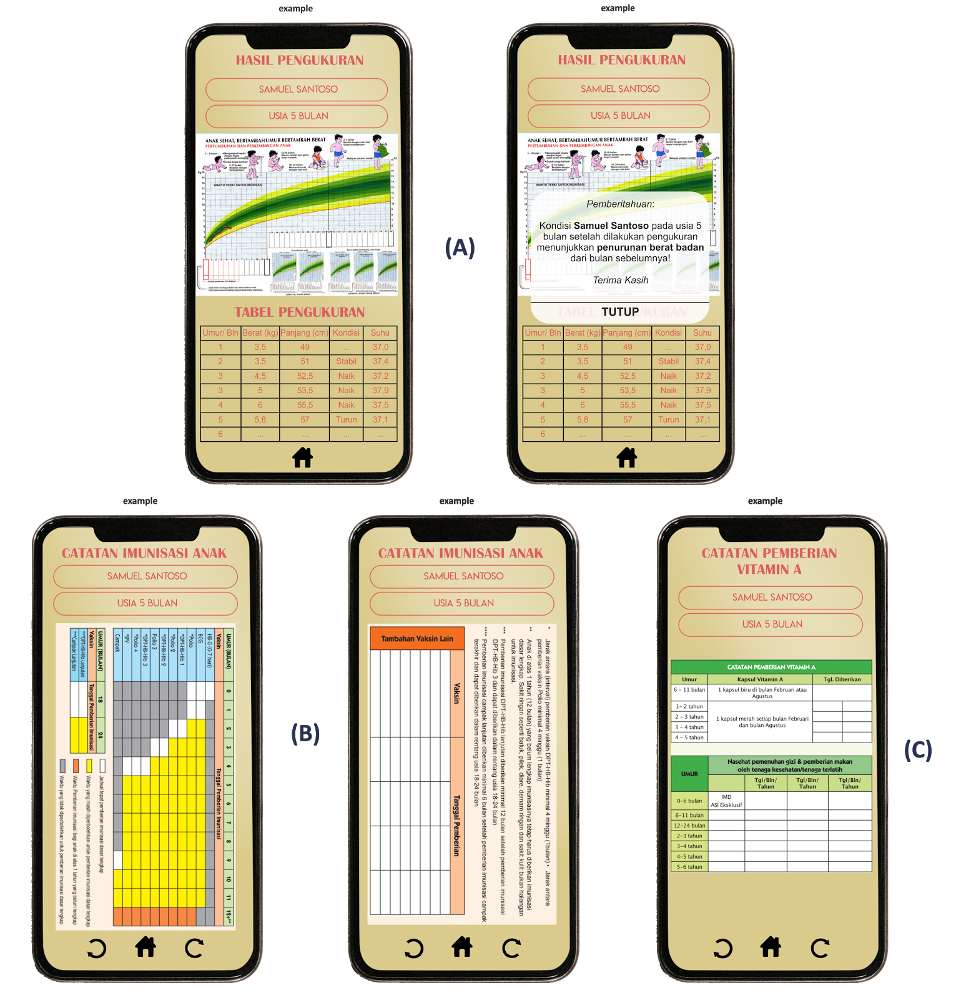 example
HASIL PENGUKURAN
SAMUEL SANTOSO
USIA 5 BULAN
ANAK SEHAT, BERTAMBAH UMUR BERTAMBAH BERAT
PERTUMBUHAN DAN PERKEMBANGAN ANAK
WAKTU TEPAT UNTUK IMUNISASI
TABEL PENGUKURAN
Umur/ Bln Berat (kg) Panjang (cm) Kondisi Suhu
1 3,5 49 ... 37,0
2 3,5 51 Stabil 37,4
3 4,5 52,5 Naik 37,2
3 5 53,5 Naik 37,9
4 6 55,5 Naik 37,5
5 5,8 57 Turun 37,1
6 ... ... ... ...
(A)
example
HASIL PENGUKURAN
SAMUEL SANTOSO
USIA 5 BULAN
ANAK SEHAT, BERTAMBAH UMUR BERTAMBAH BERAT
PERTUMBUHAN DAN PERKEMBANGAN ANAK
WAKTU TEPAT UNTUK IMUNISASI
Pemberitahuan:
Kondisi Samuel Santoso pada usia 5
bulan setelah dilakukan pengukuran
menunjukkan penurunan berat badan
dari bulan sebelumnya!
Terima Kasih
TUTUP
TABEL PENGUKURAN
Umur/ Bln Berat (kg) Panjang (cm) Kondisi Suhu
1 3,5 49 ... 37,0
2 3,5 51 Stabil 37,4
3 4,5 52,5 Naik 37,2
3 5 53,5 Naik 37,9
4 6 55,5 Naik 37,5
5 5,8 57 Turun 37,1
6 ... ... ... ...
example
CATATAN IMUNISASI ANAK
SAMUEL SANTOSO
USIA 5 BULAN
UMUR (BULAN) 0 1 2 3 4 5 6 7 8 9 10 11 12+**
Vaksin Tanggal Pemberian Imunisasi
HB-0 (0-7 hari)
BCG
*Polio
*DPT-HB-Hib 1
*Polio 2
*DPT-HB-Hib 2
Polio 3
*DPT-HB-Hib 3
*Polio 4
*IPV
Campak
UMUR (BULAN) 18 24
Vaksin Tanggal Pemberian Imunisasi
***DPT-HB-Hib Lanjutan
***Campak Lanjutan
Jadwal tepat pemberian imunisasi dasar lengkap
Waktu yang masih diperbolehkan untuk pemberian imunisasi dasar lengkap
Waktu Pemberian imunisasi bagi anak di atas 1 tahun yang belum lengkap
Waktu yang tidak diperbolehkan untuk pemberian imunisasi dasar lengkap
(B)
example
CATATAN IMUNISASI ANAK
SAMUEL SANTOSO
USIA 5 BULAN
* Jarak antara (interval) pemberian vaksin DPT-HB-Hib minimal 4 minggu (1bulan) • Jarak antara
pemberian vaksin Polio minimal 4 minggu (1 bulan)
** Anak di atas 1 tahun (12 bulan) yang belum lengkap imunisasinya tetap harus diberikan imunisasi
dasar lengkap. Sakit ringan seperti batuk, pilek, diare, demam ringan dan sakit kulit bukan halangan
untuk imunisasi.
*** Pemberian imunisasi DPT-HB-Hib lanjutan diberikan minimal 12 bulan setelah pemberian imunisasi
DPT-HB-Hib 3 dan dapat diberikan dalam rentang usia 18-24 bulan
**** Pemberian imunisasi campak lanjutan diberikan minimal 6 bulan setelah pemberian imunisasi campak
terakhir dan dapat diberikan dalam rentang usia 18-24 bulan
Tambahan Vaksin Lain
Vaksin Tanggal Pemberian
example
CATATAN PEMBERIAN
VITAMIN A
SAMUEL SANTOSO
USIA 5 BULAN
CATATAN PEMBERIAN VITAMIN A
Umur Kapsul Vitamin A Tgl. Diberikan
6 - 11 bulan 1 kapsul biru di bulan Februari atau
Agustus
1- 2 tahun
2 - 3 tahun
1 kapsul merah setiap bulan Februari
dan bulan Agustus
3 - 4 tahun
4 - 5 tahun
UMUR
Nasehat pemenuhan gizi & pemberian makan
oleh tenaga kesehatan/tenaga terlatih
Tgl/Bln/ Tgl/Bln/ Tgl/Bln/
Tahun Tahun Tahun
0-6 bulan IMD
ASI Eksklusif
6-11 bulan
12-24 bulan
2-3 tahun
3-4 tahun
4-5 tahun
5-6 tahun
(C)